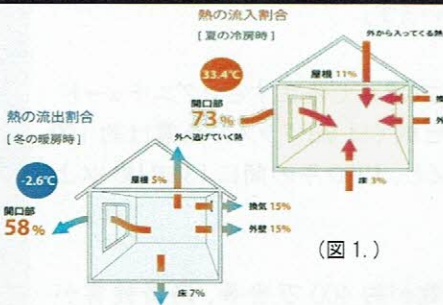 熱の流入割合
[夏の冷房時]
外から入ってくる熱
33.4℃
屋根 11%
開口部
73%
換
外
床 3%
熱の流出割合
[冬の暖房時]
外へ逃げていく熱
-2.6℃
屋根 5%
開口部
58%
換気 15%
外壁 15%
床 7%
(図1.)